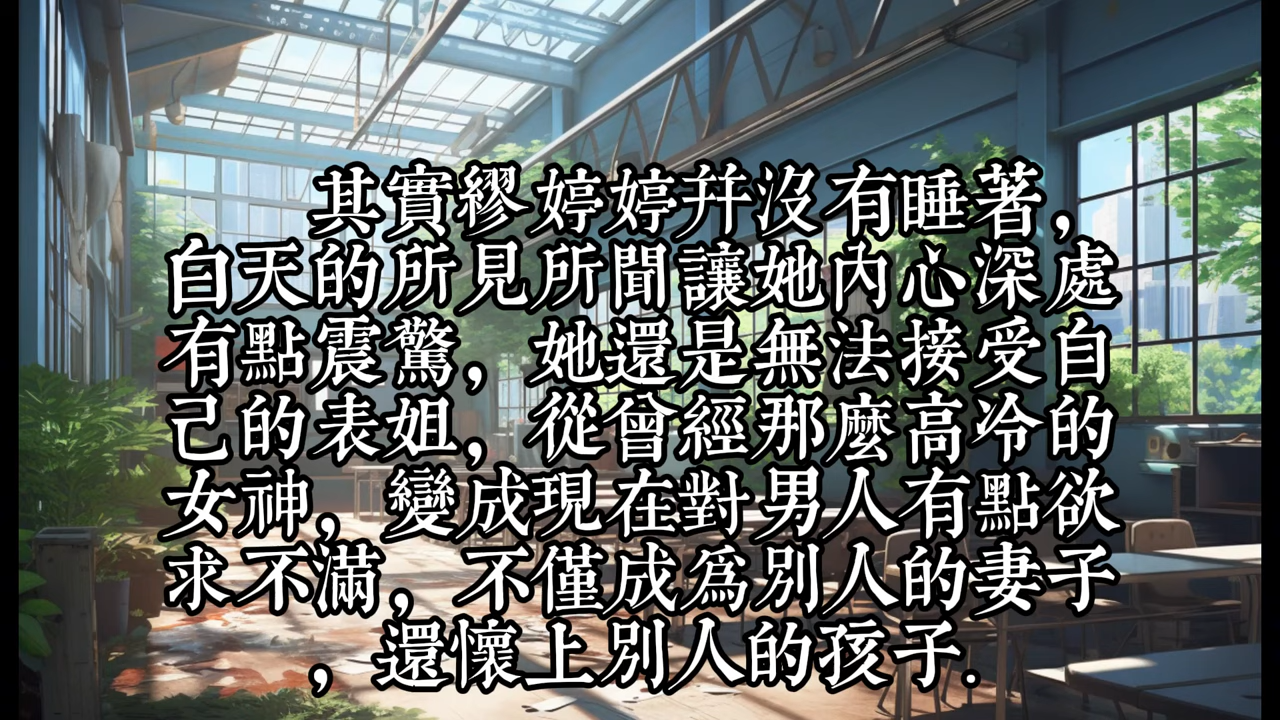 其實繆婷婷幷沒有睡著,
白天的所見所聞讓她內心深處
有點震驚,她還是無法接受自
己的表姐,從曾經那麼高冷的
女神,變成現在對男人有點欲
求不滿,不僅成爲別人的妻子
,還懷上別人的孩子.